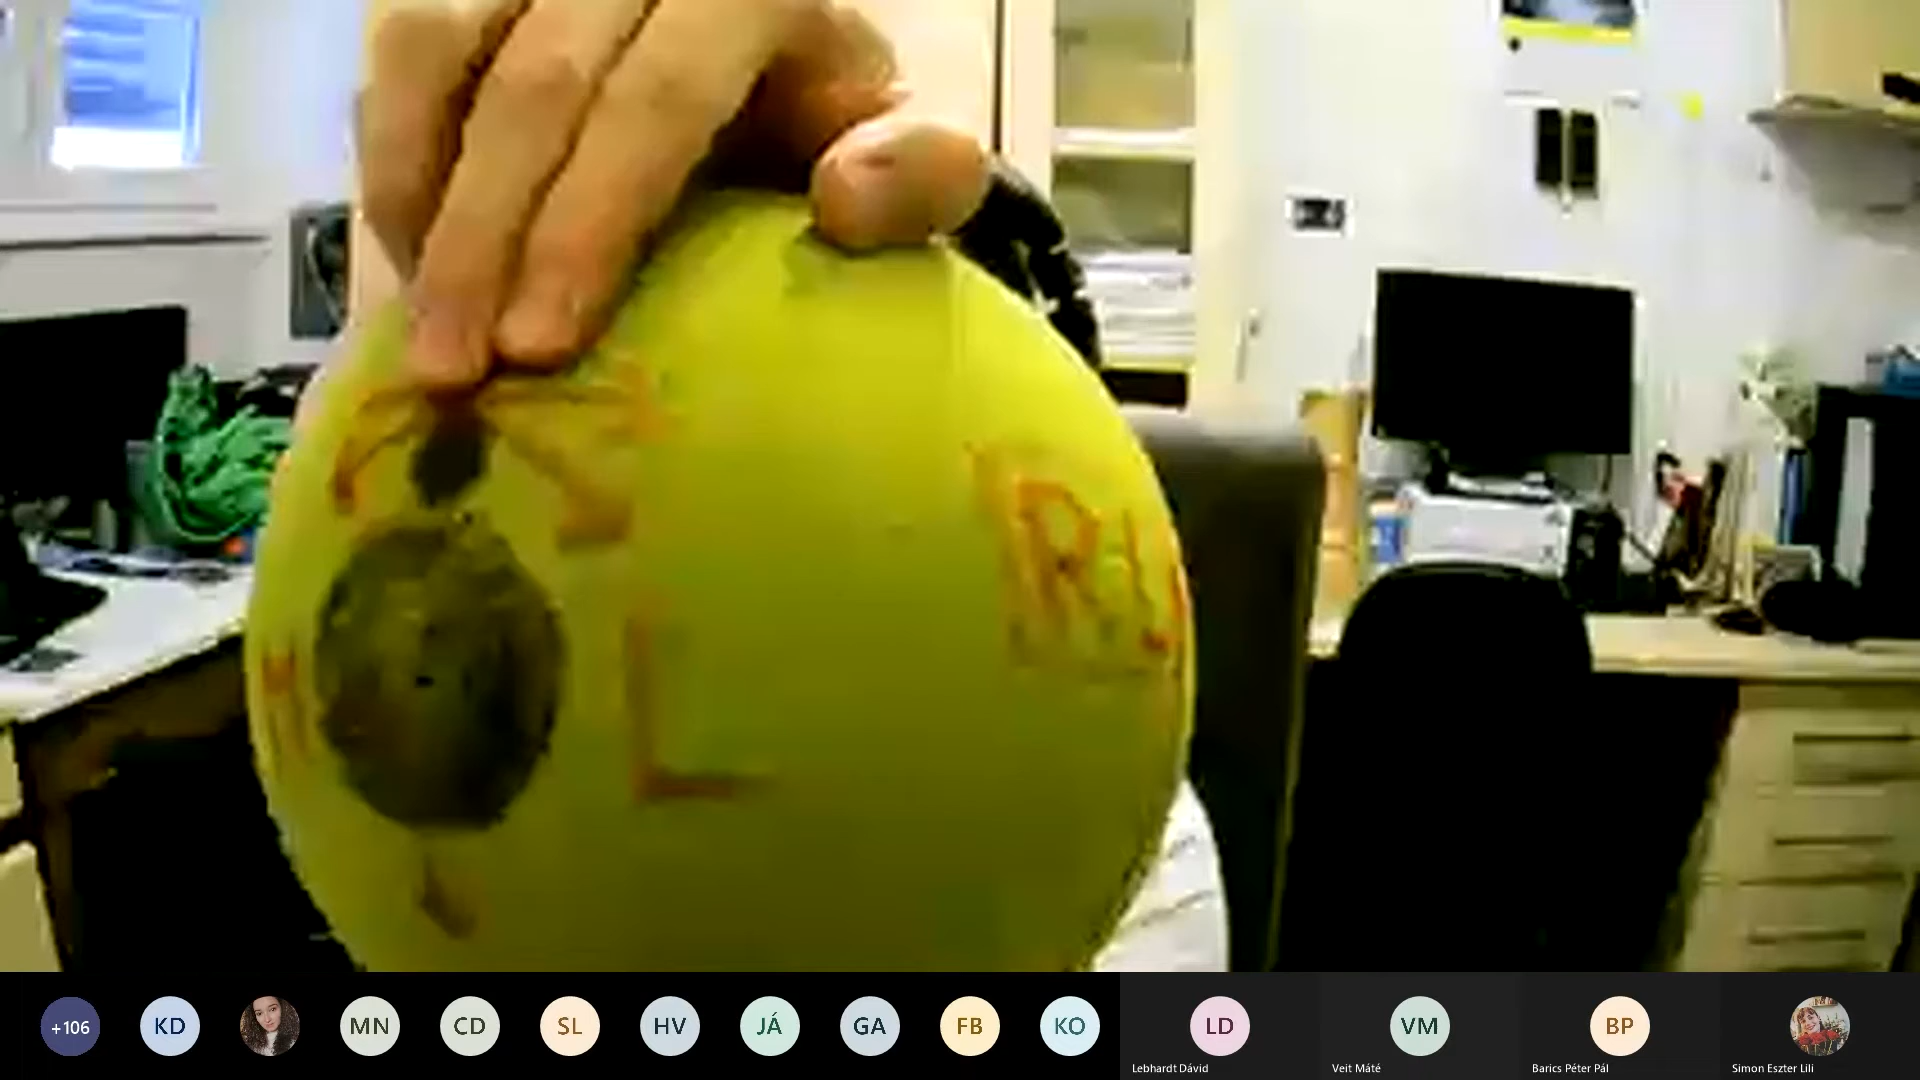 L
RI
+106
KD
MN
CD
SL
HV
JÁ
GA
FB
KO
LD
VM
BP
Lebhardt Dávid
Veit Máté
Barics Péter Pál
Simon Eszter Lili